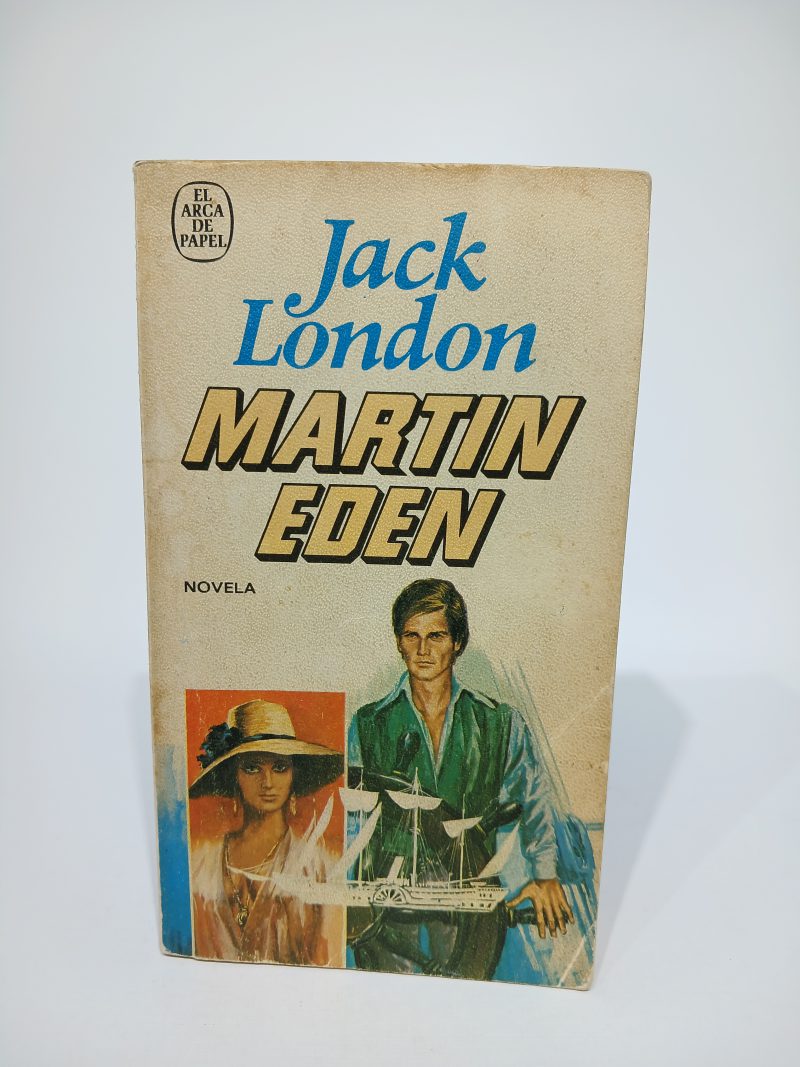 EL
ARCA
DE
PAPEL
Jack
London
MARTIN
EDEN
NOVELA